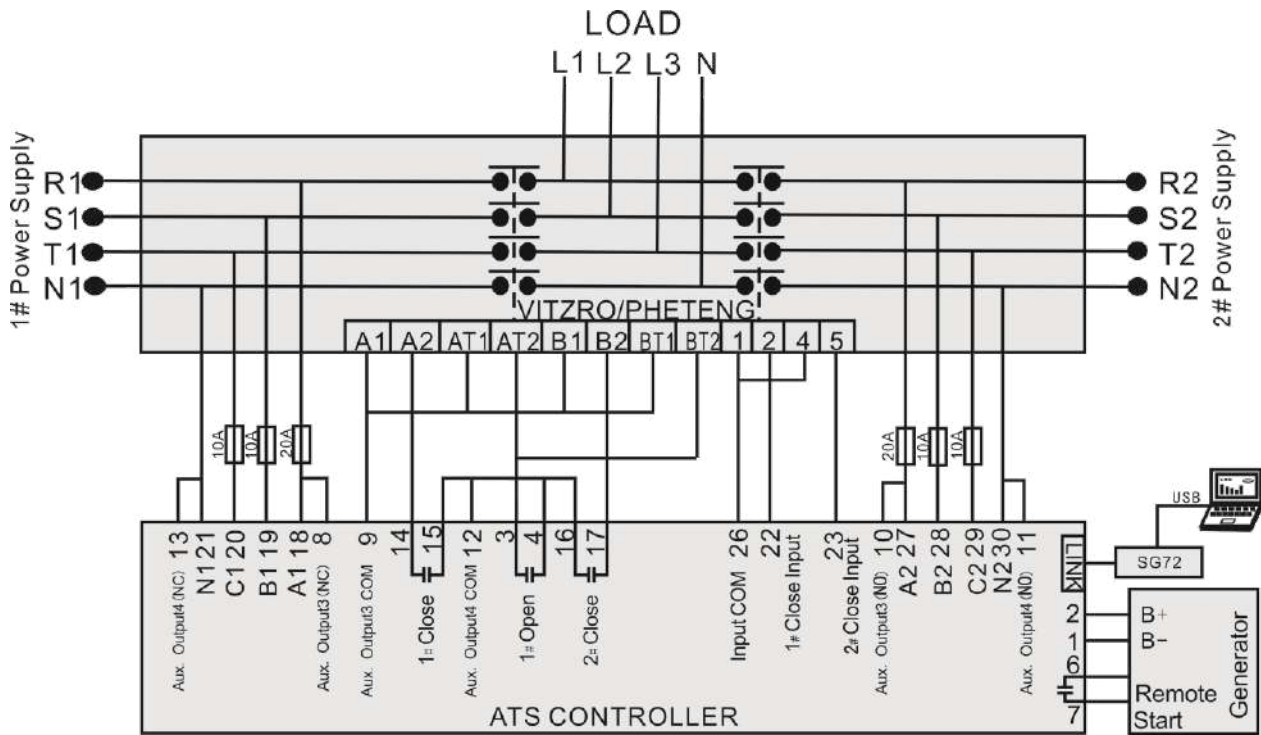 LOAD
L1 L2 L3 N
1# Power Supply
R1
S1
T1
N1
R2
S2
T2
N2
2# Power Supply
VITZRO/PHETENG
A1 A2 AT1 AT2 B1 B2 BT1 BT2 1 2 4 5
10A 10A 20A
20A 10A 10A
USB
SG72
LINK
13 Aux. Output4 (NC)
21 N1
20 C1
19 B1
18 A1
8 Aux. Output3 (NC)
9 Aux. Output3 COM
14
15
1# Close
12 Aux. Output4 COM
3
4
1# Open
16
17
2# Close
26 Input COM
22 1# Close Input
23 2# Close Input
10 Aux. Output3 (NO)
27 A2
28 B2
29 C2
30 N2
11 Aux. Output4 (NO)
2
1
6
7
B+
B-
Remote
Start
Generator
ATS CONTROLLER